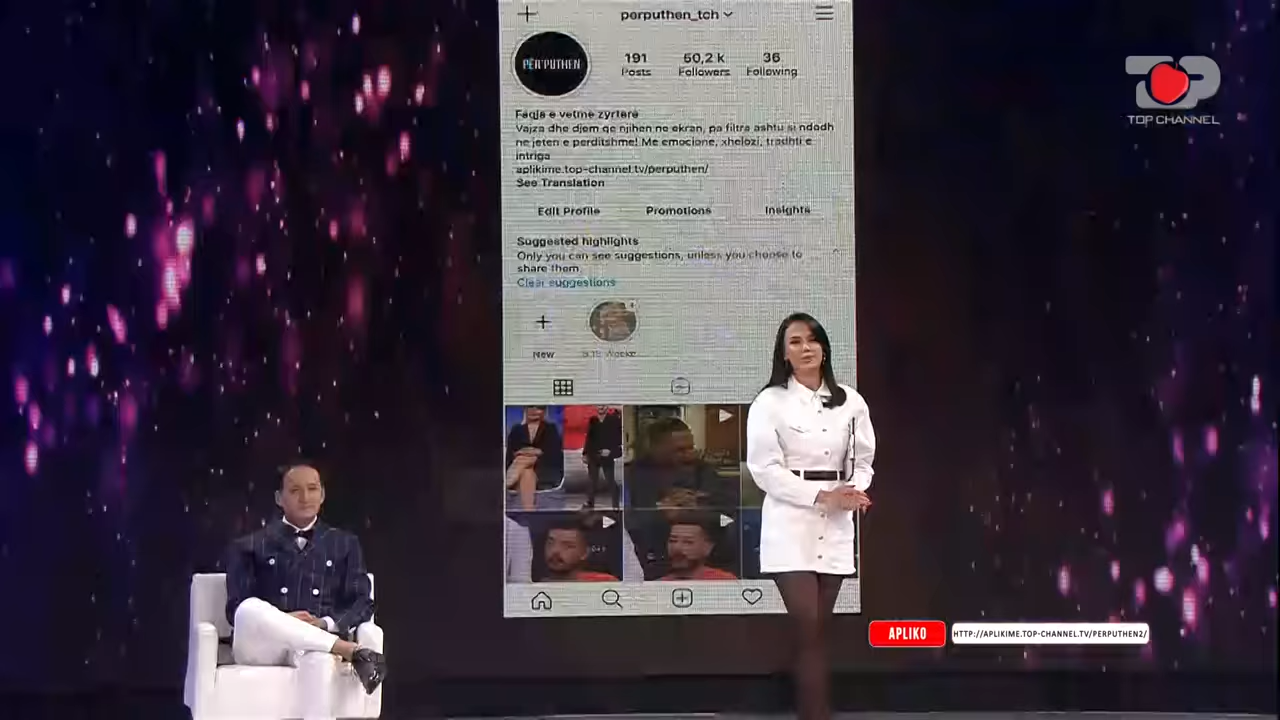 perputhen_tch
PËR'PUTHEN
191
50,2 k
36
Posts
Followers
Following
TOP CHANNEL
Faqja e vetme zyrtare
Vajza dhe djem qe njihen ne ekran, pa filtra ashtu si ndodh
ne jeten e perditshme! Me emocione, xhelozi, tradhti e
intriga
aplikime.top-channel.tv/perputhen/
See Translation
Edit Profile
Promotions
Insights
Suggested highlights
Only you can see suggestions, unless you choose to
share them
Clear suggestions
New
APLIKO
HTTP://APLIKIME.TOP-CHANNEL.TV/PERPUTHEN2/